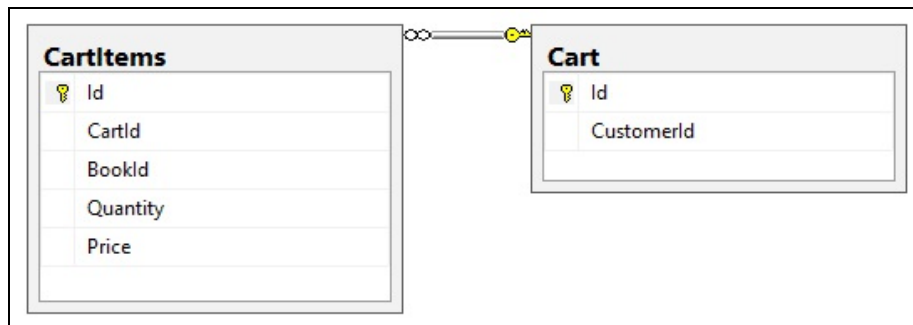 CartItems
Id
CartId
BookId
Quantity
Price
Cart
Id
CustomerId